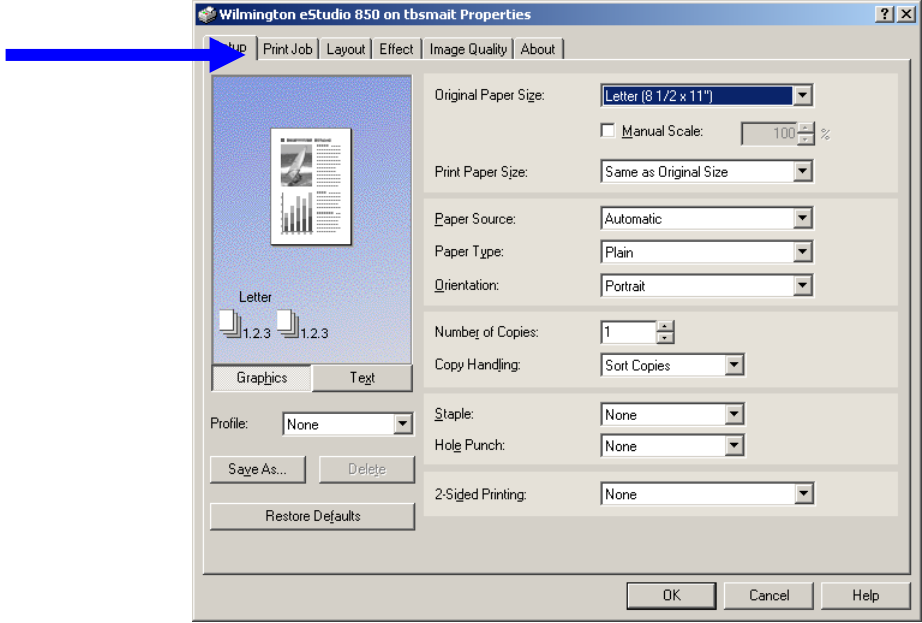 Wilmington eStudio 850 on tbsmait Properties
Print Job Layout Effect Image Quality About
Original Paper Size: Letter (8 1/2 x 11")
Manual Scale: 100 %
Print Paper Size: Same as Original Size
Paper Source: Automatic
Paper Type: Plain
Orientation: Portrait
Letter
1.2.3 1.2.3
Number of Copies: 1
Copy Handling: Sort Copies
Graphics Text
Profile: None
Staple: None
Hole Punch: None
Save As... Delete
2-Sided Printing: None
Restore Defaults
OK Cancel Help